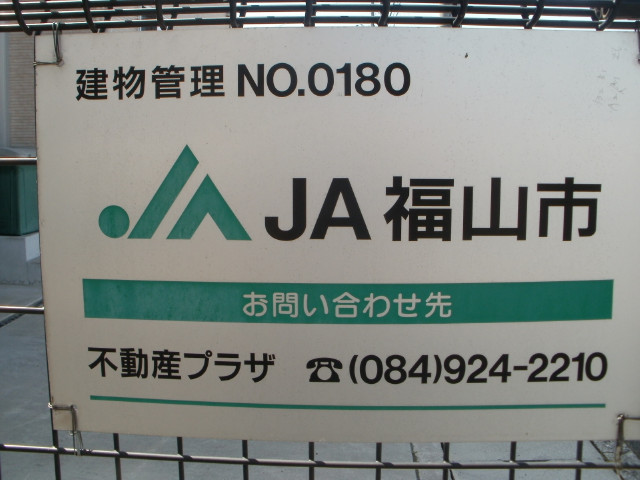 建物管理 NO.0180
JA 福山市
お問い合わせ先
不動産プラザ ☎(084)924-2210